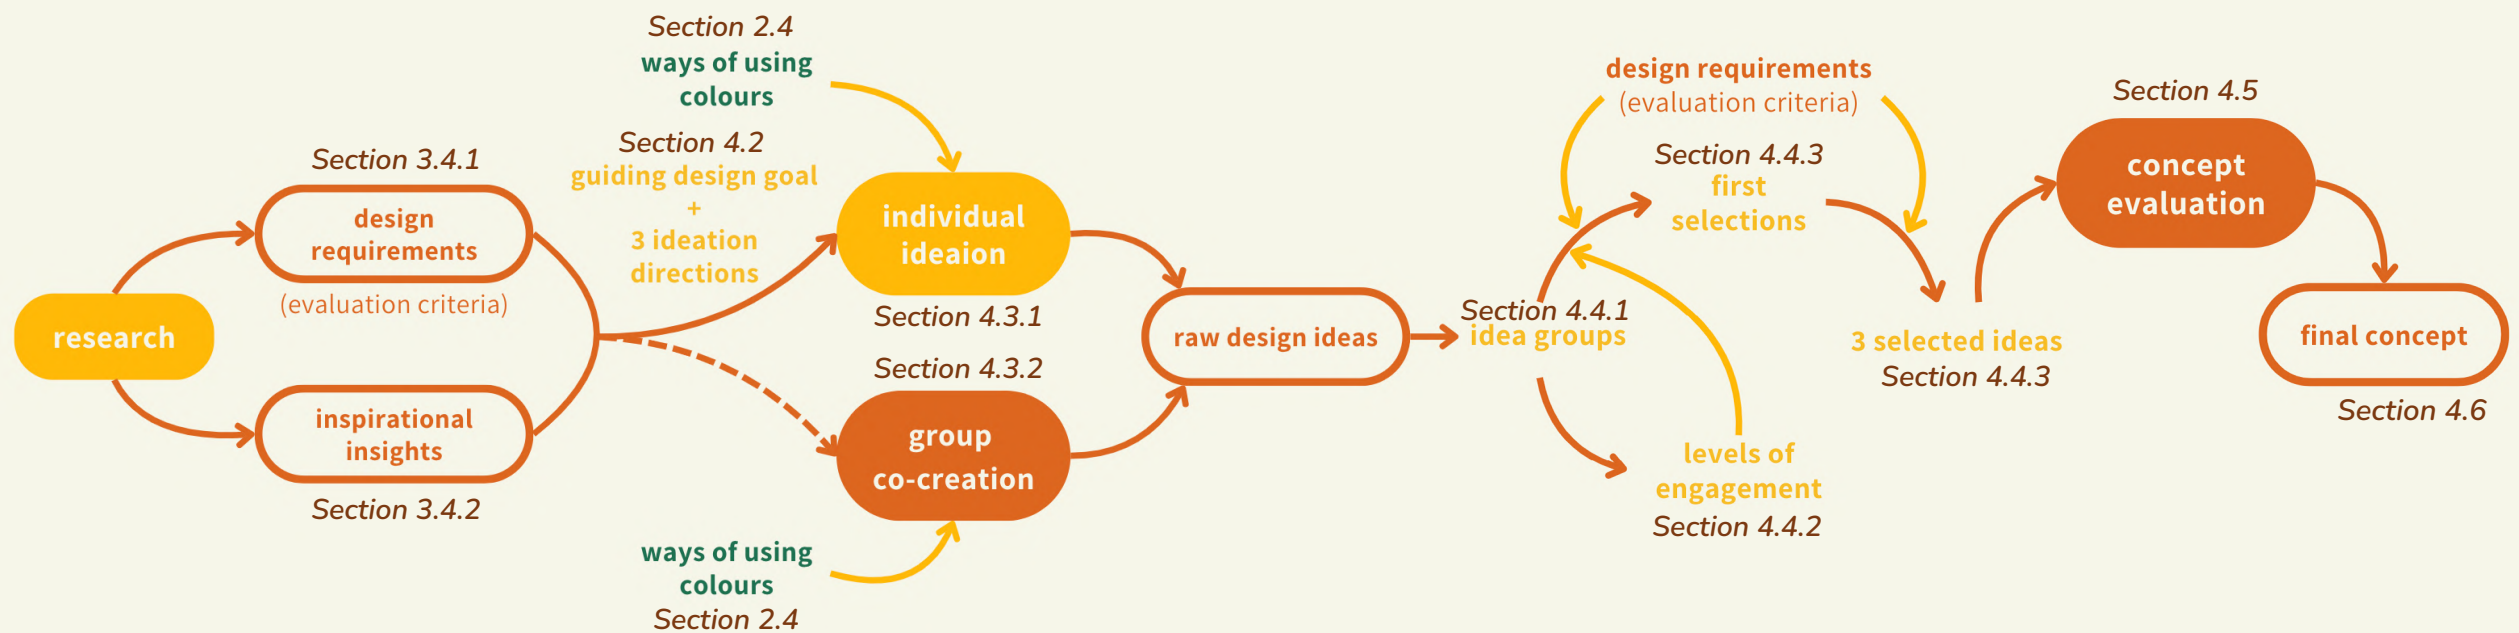 research
Section 3.4.1
design
requirements
(evaluation criteria)
inspirational
insights
Section 3.4.2
Section 2.4
ways of using
colours
Section 4.2
guiding design goal
+
3 ideation
directions
individual
ideaion
Section 4.3.1
Section 4.3.2
group
co-creation
ways of using
colours
Section 2.4
raw design ideas
Section 4.4.1
idea groups
design requirements
(evaluation criteria)
Section 4.4.3
first
selections
levels of
engagement
Section 4.4.2
3 selected ideas
Section 4.4.3
Section 4.5
concept
evaluation
final concept
Section 4.6